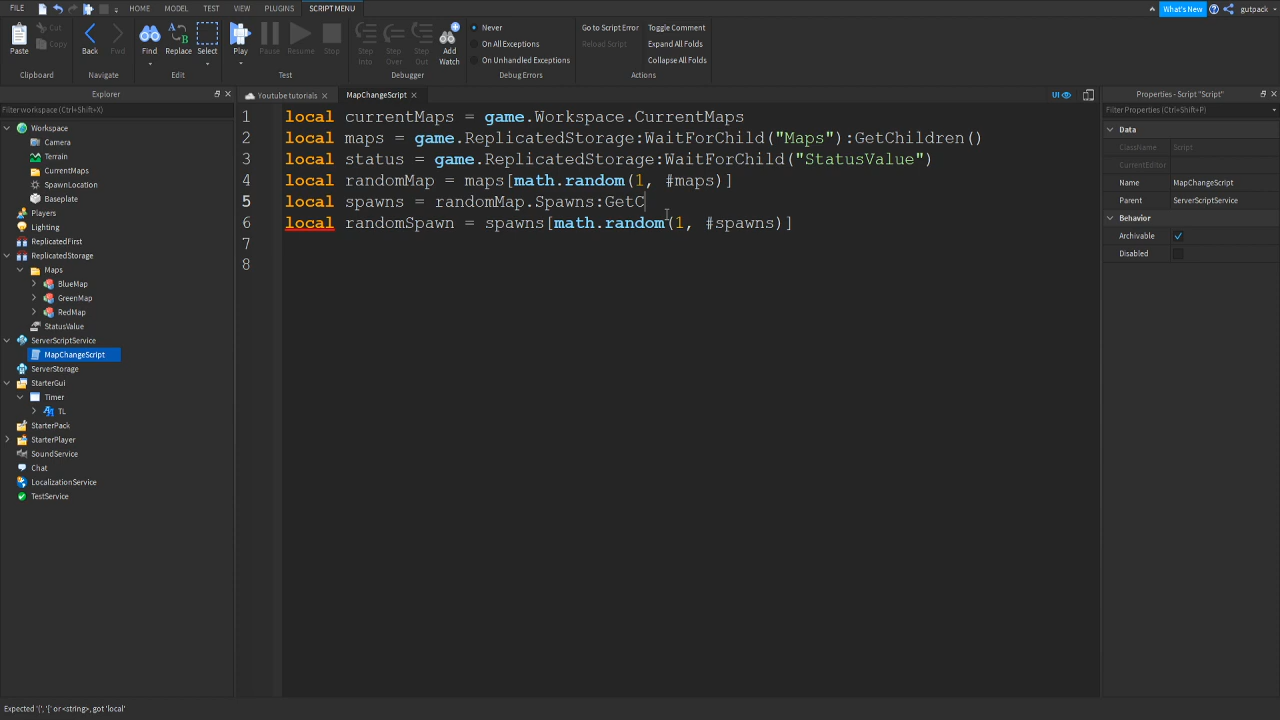 FILE HOME MODEL TEST VIEW PLUGINS SCRIPT MENU What's New gutpack
Paste Cut Copy Back Fwd Find Replace Select Play Pause Resume Stop Step Into Step Over Step Out Add Watch Never On All Exceptions On Unhandled Exceptions Go to Script Error Reload Script Toggle Comment Expand All Folds Collapse All Folds
Clipboard Navigate Edit Test Debugger Debug Errors Actions
Explorer Youtube tutorials MapChangeScript UI Properties - Script "Script"
Filter workspace (Ctrl+Shift+X)
Workspace
Camera
Terrain
CurrentMaps
SpawnLocation
Baseplate
Players
Lighting
ReplicatedFirst
ReplicatedStorage
Maps
BlueMap
GreenMap
RedMap
StatusValue
ServerScriptService
MapChangeScript
ServerStorage
StarterGui
Timer
TL
StarterPack
StarterPlayer
SoundService
Chat
LocalizationService
TestService
1 local currentMaps = game.Workspace.CurrentMaps
2 local maps = game.ReplicatedStorage:WaitForChild("Maps"):GetChildren()
3 local status = game.ReplicatedStorage:WaitForChild("StatusValue")
4 local randomMap = maps[math.random(1, #maps)]
5 local spawns = randomMap.Spawns:GetC
6 local randomSpawn = spawns[math.random(1, #spawns)]
7
8
Filter Properties (Ctrl+Shift+P)
Data
ClassName Script
CurrentEditor
Name MapChangeScript
Parent ServerScriptService
Behavior
Archivable
Disabled
Expected '(', '{' or <string>, got 'local'